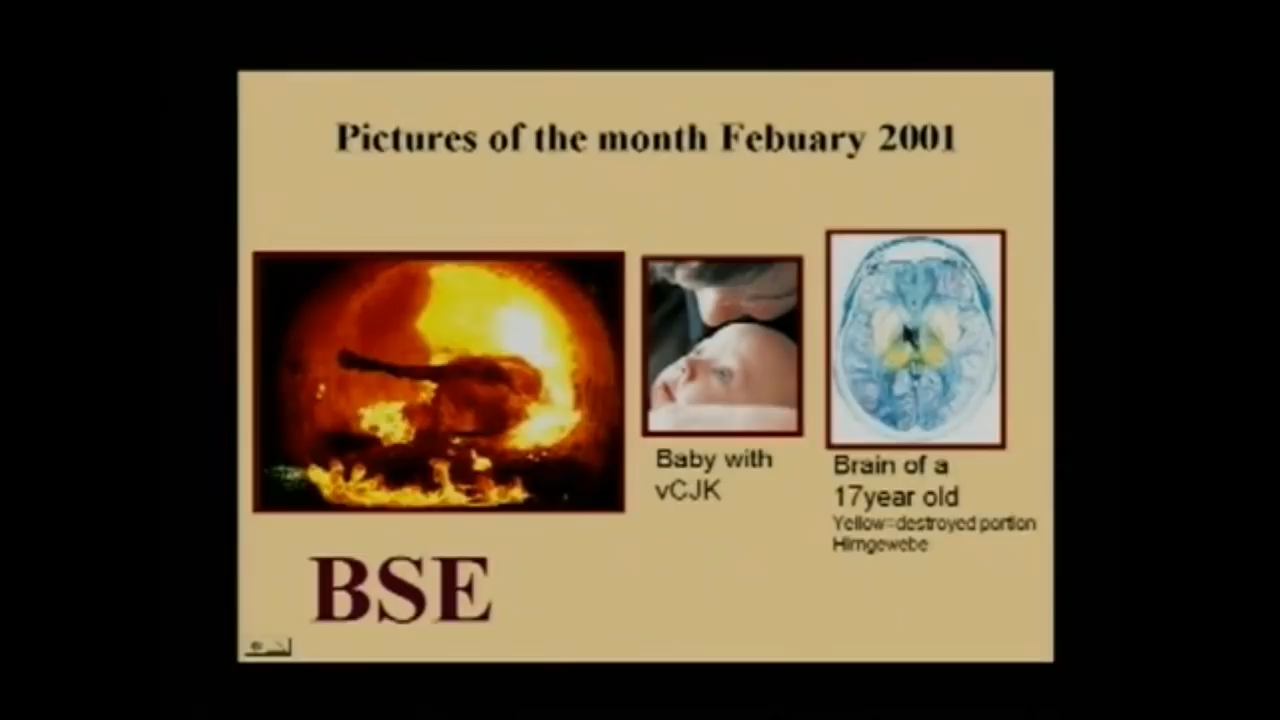 Pictures of the month Febuary 2001
Baby with
vCJK
Brain of a
17year old
Yellow=destroyed portion
Hirngewebe
BSE